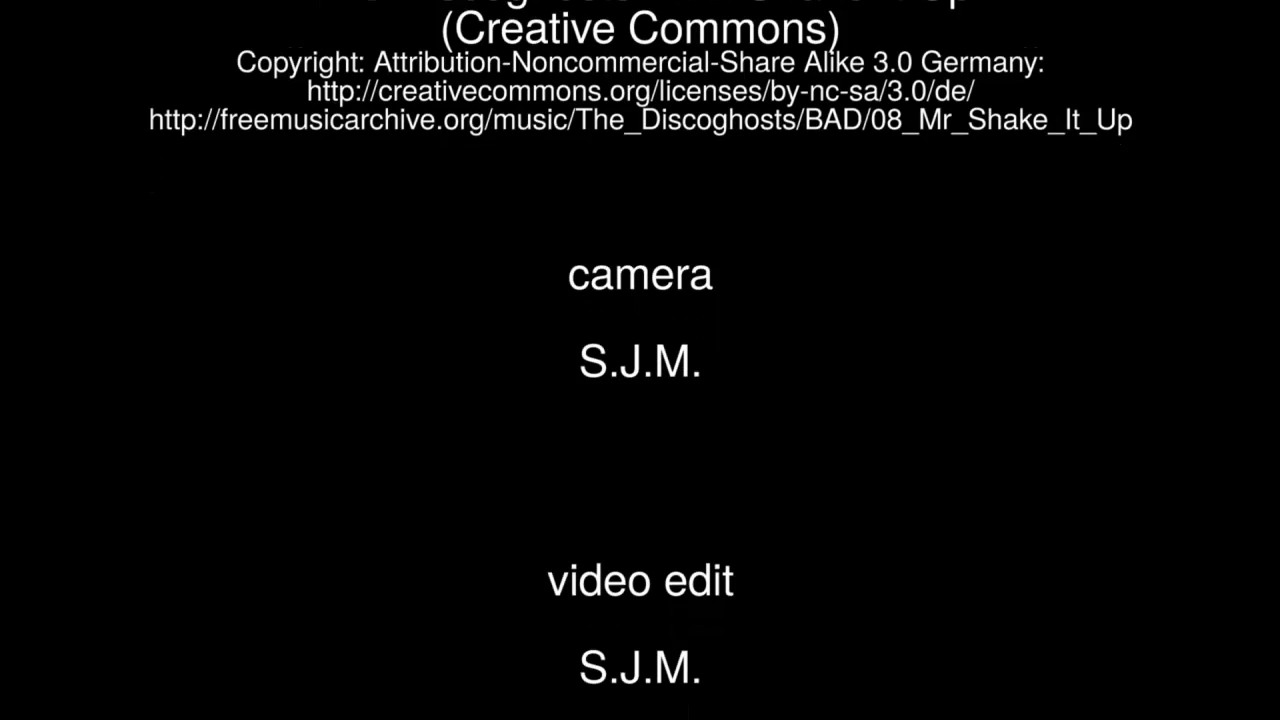 (Creative Commons)
Copyright: Attribution-Noncommercial-Share Alike 3.0 Germany:
http://creativecommons.org/licenses/by-nc-sa/3.0/de/
http://freemusicarchive.org/music/The_Discoghosts/BAD/08_Mr_Shake_It_Up
camera
S.J.M.
video edit
S.J.M.